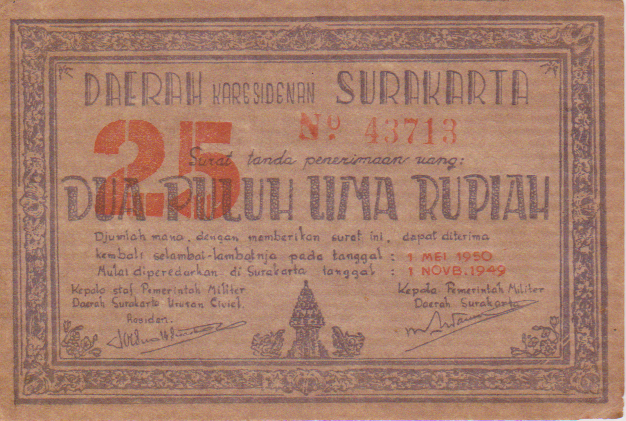 DAERAH KARESIDENAN SURAKARTA
No 43713
25
Surat tanda penerimaan uang:
DUA PULUH LIMA RUPIAH
Djumlah mana, dengan memberikan surat ini, dapat diterima
kembali selambat-lambatnja pada tanggal : 1 MEI 1950
Mulai diperedarkan di Surakarta tanggal : 1 NOVB. 1949
Kepala staf Pemerintah Militer
Daerah Surakarta Urusan Civiel.
Residen.
Kepala Pemerintah Militer
Daerah Surakarta